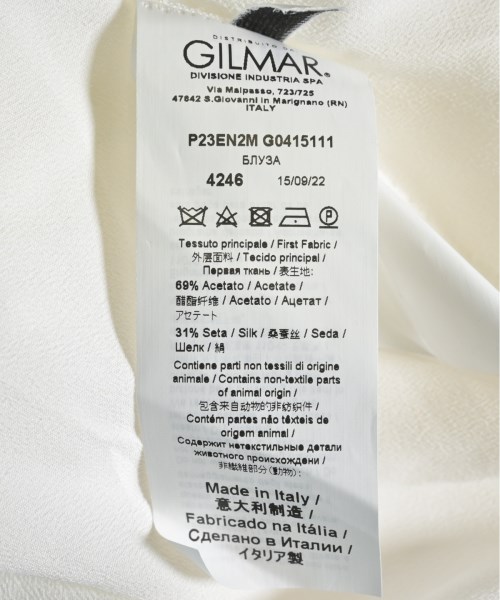 DISTRIBUITO DA
GILMAR®
DIVISIONE INDUSTRIA SPA
Via Malpasso, 723/725
47842 S.Giovanni in Marignano (RN)
ITALY
P23EN2M G0415111
БЛУЗА
4246 15/09/22
P
Tessuto principale / First Fabric /
外层面料 / Tecido principal /
Первая ткань / 表生地:
69% Acetato / Acetate /
醋酯纤维 / Acetato / Ацетат /
アセテート
31% Seta / Silk / 桑蚕丝 / Seda /
Шелк / 絹
Contiene parti non tessili di origine
animale / Contains non-textile parts
of animal origin /
包含来自动物的非纺织件 /
Contém partes não têxteis de
origem animal /
Содержит нетекстильные детали
животного происхождени /
非繊維部分(動物):
Made in Italy /
意大利制造 /
Fabricado na Itália /
Сделано в Италии /
イタリア製